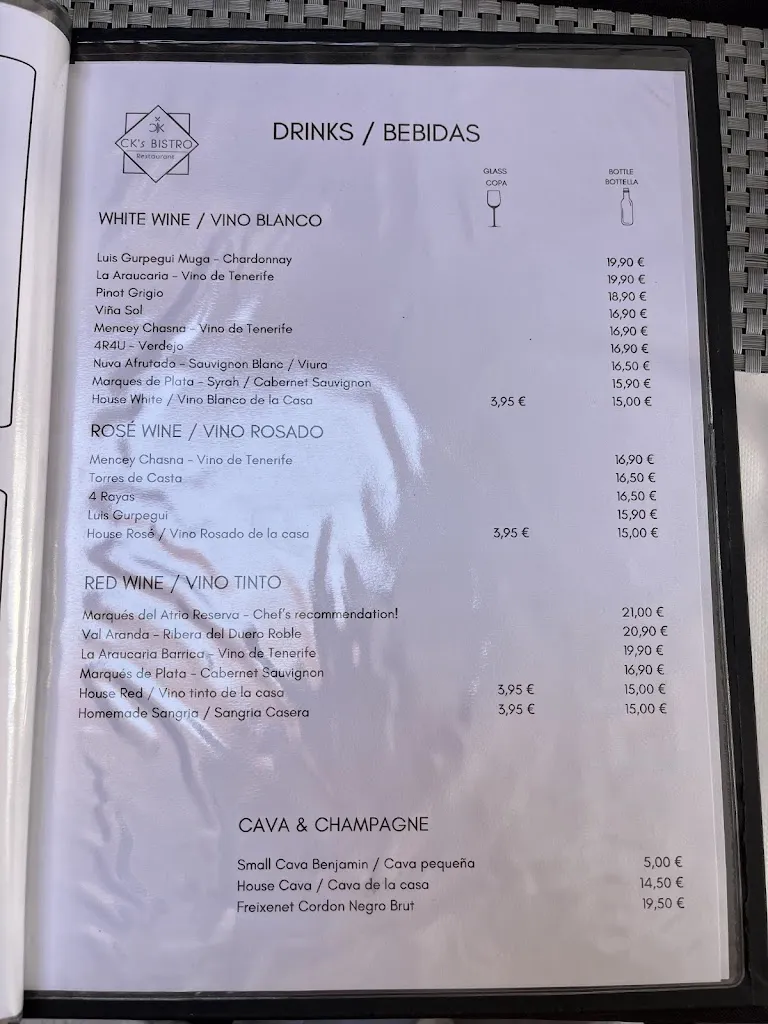 CK's BISTRO
Restaurant
DRINKS / BEBIDAS
GLASS BOTTLE
COPA BOTTELLA
WHITE WINE / VINO BLANCO
Luis Gurpegui Muga - Chardonnay 19,90 €
La Araucaria - Vino de Tenerife 19,90 €
Pinot Grigio 18,90 €
Viña Sol 16,90 €
Mencey Chasna - Vino de Tenerife 16,90 €
4R4U - Verdejo 16,90 €
Nuva Afrutado - Sauvignon Blanc / Viura 16,50 €
Marques de Plata - Syrah / Cabernet Sauvignon 15,90 €
House White / Vino Blanco de la Casa 3,95 € 15,00 €
ROSÉ WINE / VINO ROSADO
Mencey Chasna - Vino de Tenerife 16,90 €
Torres de Casta 16,50 €
4 Rayas 16,50 €
Luis Gurpegui 15,90 €
House Rosé / Vino Rosado de la casa 3,95 € 15,00 €
RED WINE / VINO TINTO
Marqués del Atrio Reserva - Chef's recommendation! 21,00 €
Val Aranda - Ribera del Duero Roble 20,90 €
La Araucaria Barrica - Vino de Tenerife 19,90 €
Marqués de Plata - Cabernet Sauvignon 16,90 €
House Red / Vino tinto de la casa 3,95 € 15,00 €
Homemade Sangria / Sangria Casera 3,95 € 15,00 €
CAVA & CHAMPAGNE
Small Cava Benjamin / Cava pequeña 5,00 €
House Cava / Cava de la casa 14,50 €
Freixenet Cordon Negro Brut 19,50 €